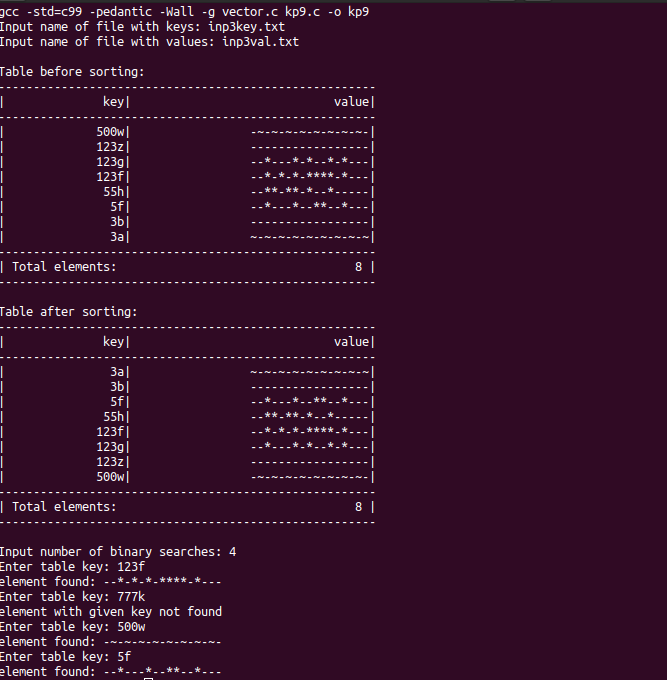 gcc -std=c99 -pedantic -Wall -g vector.c kp9.c -o kp9
Input name of file with keys: inp3key.txt
Input name of file with values: inp3val.txt
Table before sorting:
------------------------------------------------------
|              key|                             value|
------------------------------------------------------
|             500w|                 -~-~-~-~-~-~-~-~-|
|             123z|                 -----------------|
|             123g|                 --*---*-*--*-*---|
|             123f|                 --*-*-*-****-*---|
|              55h|                 --**-**-*--*-----|
|               5f|                 --*---*--**--*---|
|               3b|                 -----------------|
|               3a|                 ~-~-~-~-~-~-~-~-~|
------------------------------------------------------
| Total elements:                                  8 |
------------------------------------------------------
Table after sorting:
------------------------------------------------------
|              key|                             value|
------------------------------------------------------
|               3a|                 ~-~-~-~-~-~-~-~-~|
|               3b|                 -----------------|
|               5f|                 --*---*--**--*---|
|              55h|                 --**-**-*--*-----|
|             123f|                 --*-*-*-****-*---|
|             123g|                 --*---*-*--*-*---|
|             123z|                 -----------------|
|             500w|                 -~-~-~-~-~-~-~-~-|
------------------------------------------------------
| Total elements:                                  8 |
------------------------------------------------------
Input number of binary searches: 4
Enter table key: 123f
element found: --*-*-*-****-*---
Enter table key: 777k
element with given key not found
Enter table key: 500w
element found: -~-~-~-~-~-~-~-~-
Enter table key: 5f
element found: --*---*--**--*---